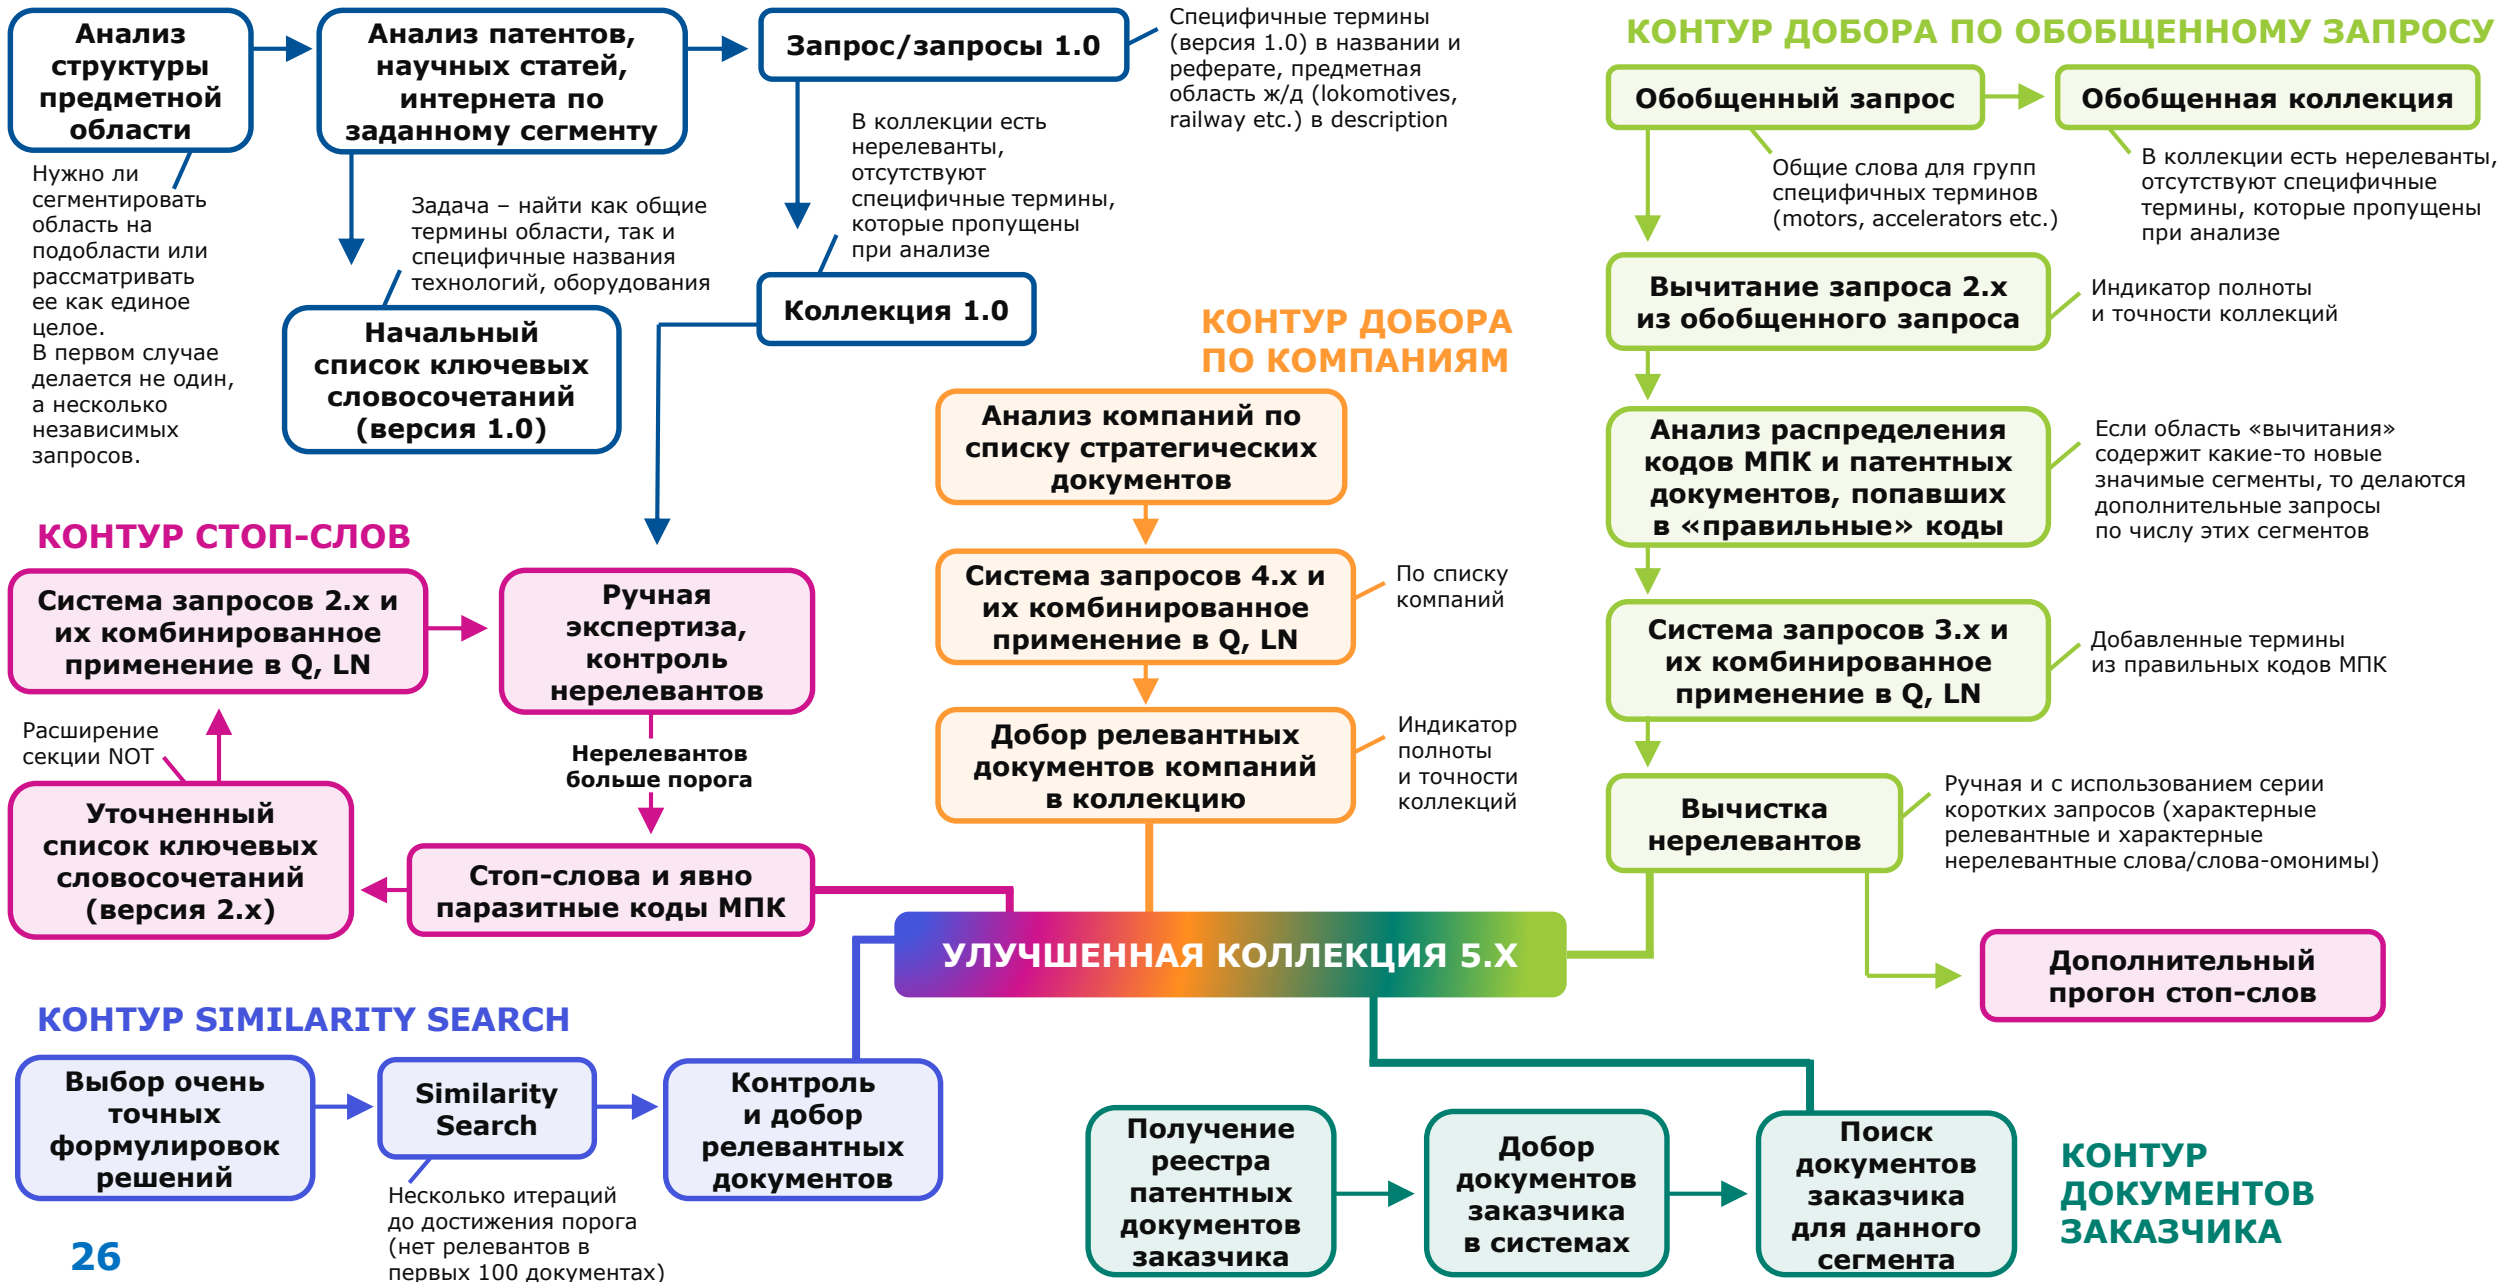 Анализ
структуры
предметной
области
Нужно ли
сегментировать
область на
подобласти или
рассматривать
ее как единое
целое.
В первом случае
делается не один,
а несколько
независимых
запросов.
Анализ патентов,
научных статей,
интернета по
заданному сегменту
Задача – найти как общие
термины области, так и
специфичные названия
технологий, оборудования
Начальный
список ключевых
словосочетаний
(версия 1.0)
Запрос/запросы 1.0
Специфичные термины
(версия 1.0) в названии и
реферате, предметная
область ж/д (lokomotives,
railway etc.) в description
В коллекции есть
нерелеванты,
отсутствуют
специфичные термины,
которые пропущены
при анализе
Коллекция 1.0
КОНТУР ДОБОРА ПО ОБОБЩЕННОМУ ЗАПРОСУ
Обобщенный запрос
Обобщенная коллекция
Общие слова для групп
специфичных терминов
(motors, accelerators etc.)
В коллекции есть нерелеванты,
отсутствуют специфичные
термины, которые пропущены
при анализе
Вычитание запроса 2.x
из обобщенного запроса
Индикатор полноты
и точности коллекций
Анализ распределения
кодов МПК и патентных
документов, попавших
в «правильные» коды
Если область «вычитания»
содержит какие-то новые
значимые сегменты, то делаются
дополнительные запросы
по числу этих сегментов
Система запросов 3.x и
их комбинированное
применение в Q, LN
Добавленные термины
из правильных кодов МПК
Вычистка
нерелевантов
Ручная и с использованием серии
коротких запросов (характерные
релевантные и характерные
нерелевантные слова/слова-омонимы)
Дополнительный
прогон стоп-слов
КОНТУР ДОБОРА
ПО КОМПАНИЯМ
Анализ компаний по
списку стратегических
документов
Система запросов 4.x и
их комбинированное
применение в Q, LN
По списку
компаний
Добор релевантных
документов компаний
в коллекцию
Индикатор
полноты
и точности
коллекций
КОНТУР СТОП-СЛОВ
Система запросов 2.x и
их комбинированное
применение в Q, LN
Ручная
экспертиза,
контроль
нерелевантов
Расширение
секции NOT
Нерелевантов
больше порога
Уточненный
список ключевых
словосочетаний
(версия 2.x)
Стоп-слова и явно
паразитные коды МПК
УЛУЧШЕННАЯ КОЛЛЕКЦИЯ 5.X
КОНТУР SIMILARITY SEARCH
Выбор очень
точных
формулировок
решений
Similarity
Search
Несколько итераций
до достижения порога
(нет релевантов в
первых 100 документах)
Контроль
и добор
релевантных
документов
Получение
реестра
патентных
документов
заказчика
Добор
документов
заказчика
в системах
Поиск
документов
заказчика
для данного
сегмента
КОНТУР
ДОКУМЕНТОВ
ЗАКАЗЧИКА
26